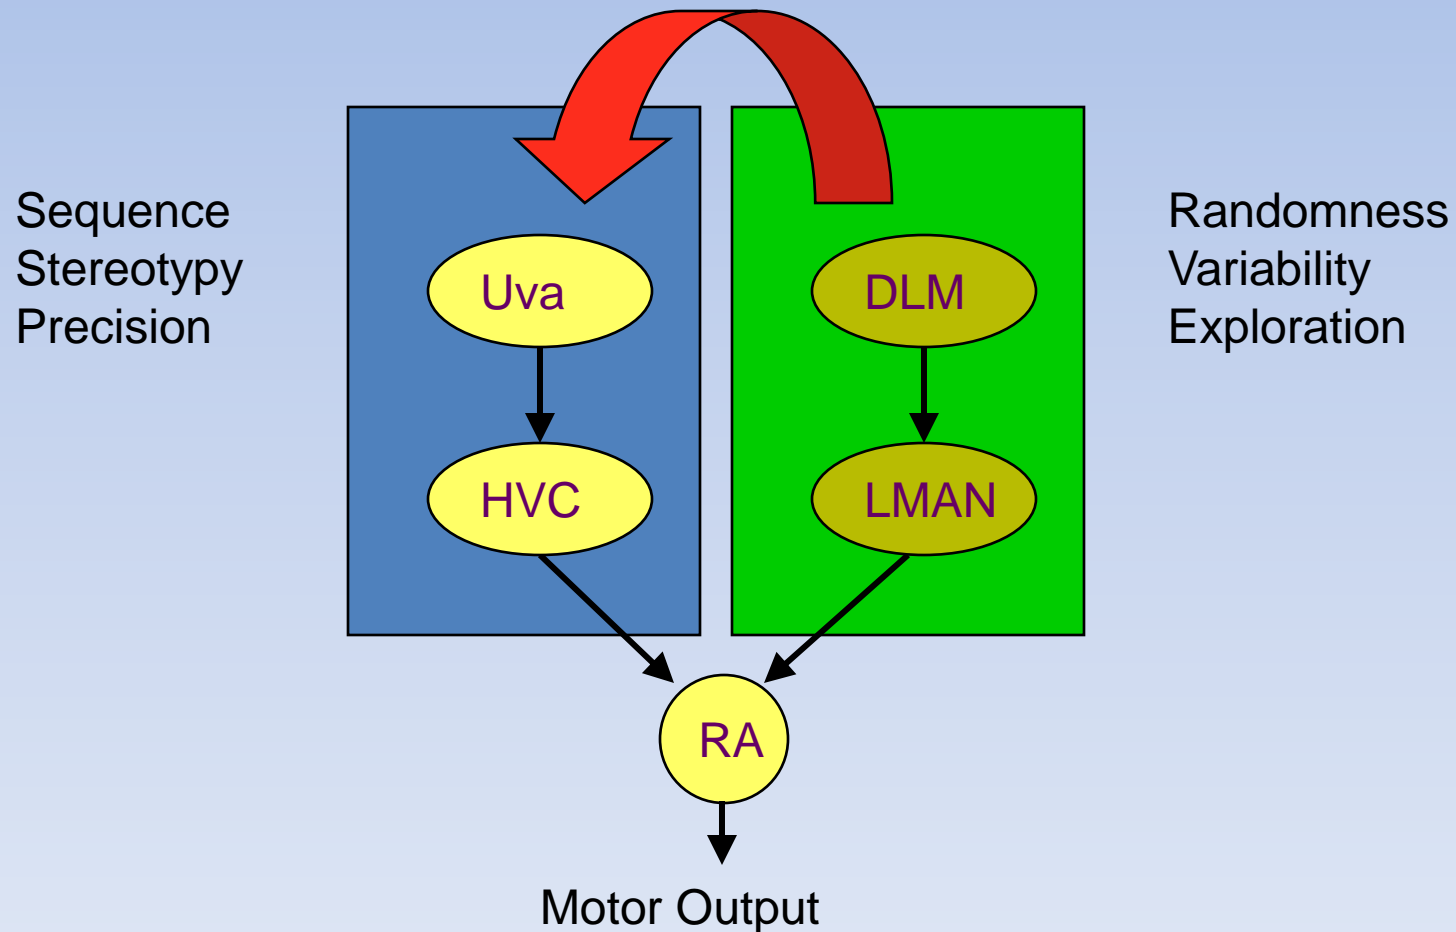 Sequence
Stereotypy
Precision
Uva
HVC
DLM
LMAN
Randomness
Variability
Exploration
RA
Motor Output